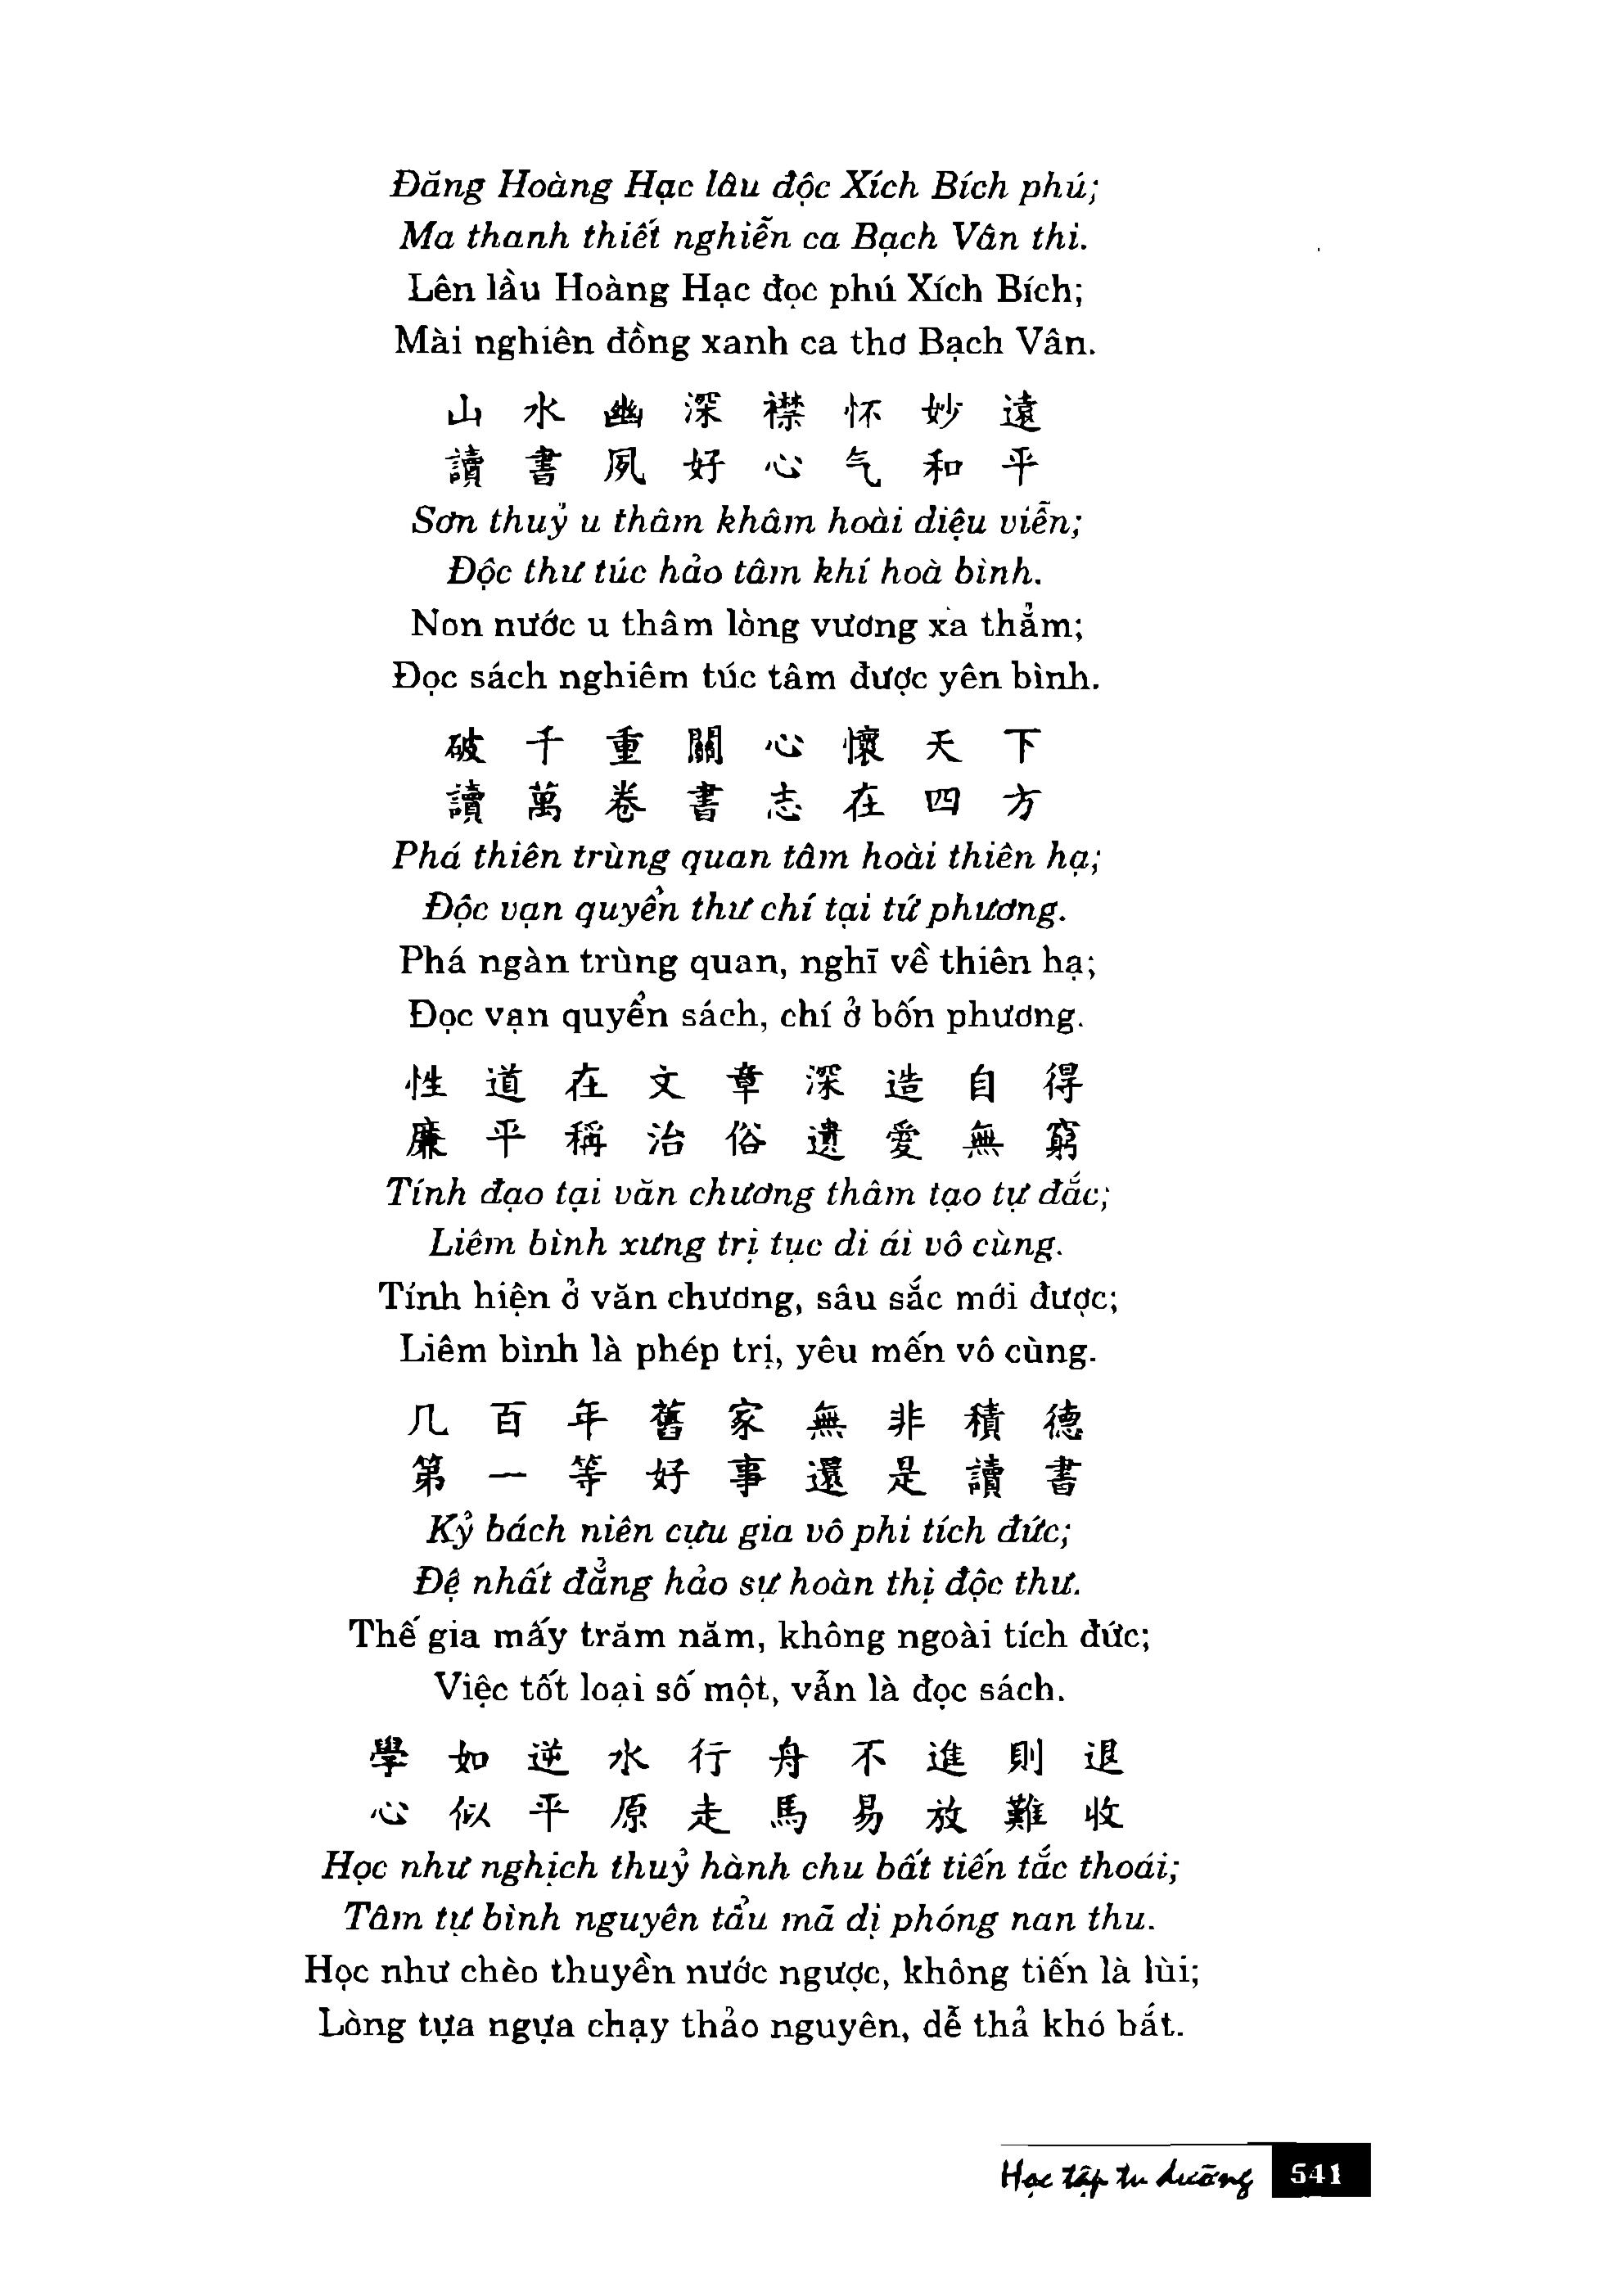 Đăng Hoàng Hạc lâu độc Xích Bích phú;
Ma thanh thiết nghiễn ca Bạch Vân thi.
Lên lầu Hoàng Hạc đọc phú Xích Bích;
Mài nghiên đồng xanh ca thơ Bạch Vân.
山水幽深襟怀妙遠
讀書夙好心气和平
Sơn thuỷ u thâm khâm hoài diệu viễn;
Độc thư túc hảo tâm khí hoà bình.
Non nước u thâm lòng vương xa thẳm;
Đọc sách nghiêm túc tâm được yên bình.
破千重關心懷天下
讀萬卷書志在四方
Phá thiên trùng quan tâm hoài thiên hạ;
Độc vạn quyển thư chí tại tứ phương.
Phá ngàn trùng quan, nghĩ về thiên hạ;
Đọc vạn quyển sách, chí ở bốn phương.
性道在文章深造自得
廉平稱治俗遺愛無窮
Tính đạo tại văn chương thâm tạo tự đắc;
Liêm bình xưng trị tục di ái vô cùng.
Tính hiện ở văn chương, sâu sắc mới được;
Liêm bình là phép trị, yêu mến vô cùng.
几百年舊家無非積德
第一等好事還是讀書
Kỷ bách niên cựu gia vô phi tích đức;
Đệ nhất đẳng hảo sự hoàn thị độc thư.
Thế gia mấy trăm năm, không ngoài tích đức;
Việc tốt loại số một, vẫn là đọc sách.
學如逆水行舟不進則退
心似平原走馬易放難收
Học như nghịch thuỷ hành chu bất tiến tắc thoái;
Tâm tự bình nguyên tẩu mã dị phóng nan thu.
Học như chèo thuyền nước ngược, không tiến là lùi;
Lòng tựa ngựa chạy thảo nguyên, dễ thả khó bắt.
Học tập tu dưỡng 541